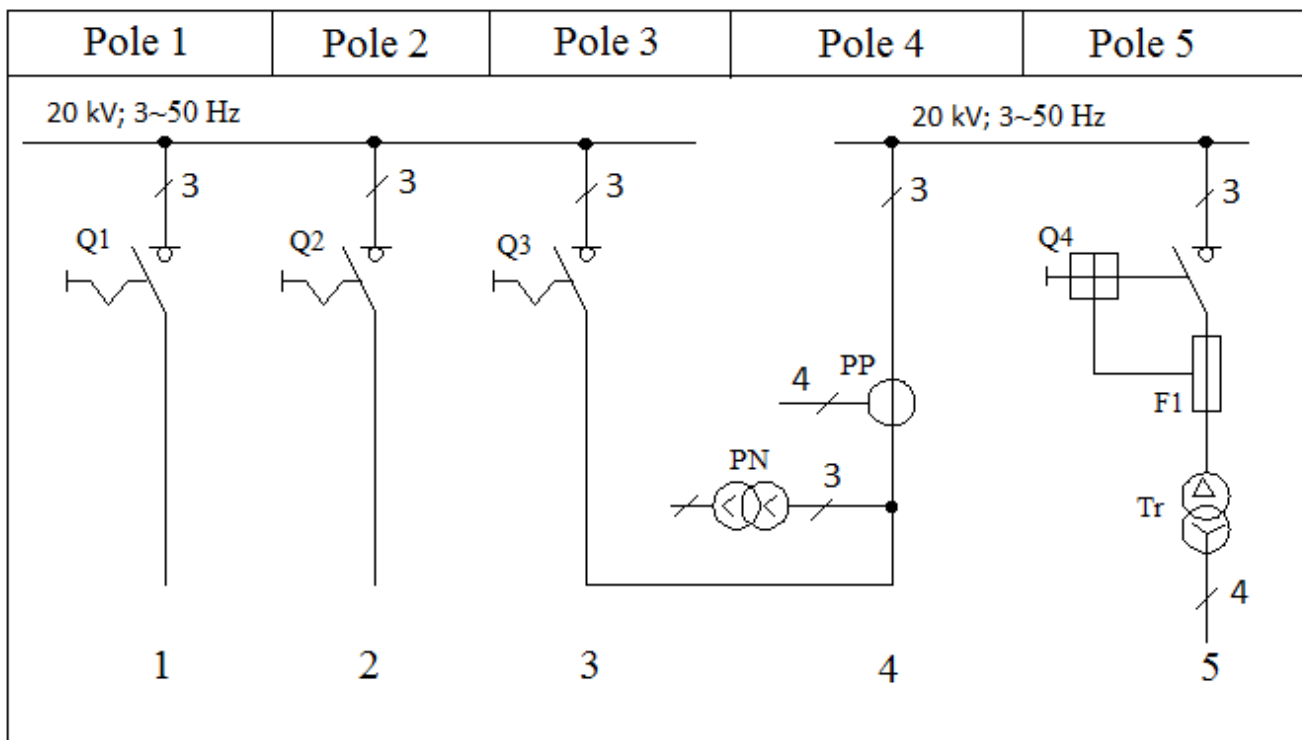 Pole 1 Pole 2 Pole 3 Pole 4 Pole 5
20 kV; 3~50 Hz 20 kV; 3~50 Hz
3 3 3 3 3
Q1 Q2 Q3 Q4
PP
4
F1
PN
3
Tr
4
1 2 3 4 5